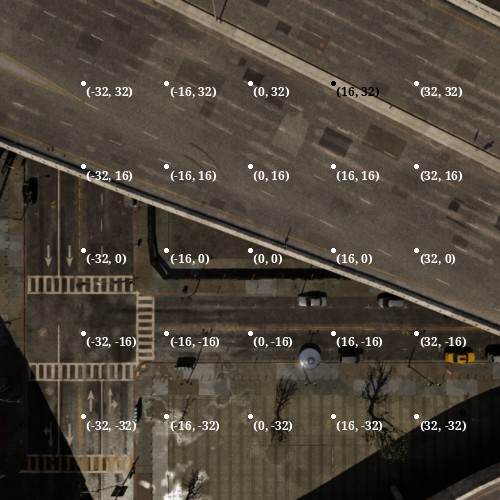 (-32, 32) (-16, 32) (0, 32) (16, 32) (32, 32)
(-32, 16) (-16, 16) (0, 16) (16, 16) (32, 16)
(-32, 0) (-16, 0) (0, 0) (16, 0) (32, 0)
(-32, -16) (-16, -16) (0, -16) (16, -16) (32, -16)
(-32, -32) (-16, -32) (0, -32) (16, -32) (32, -32)